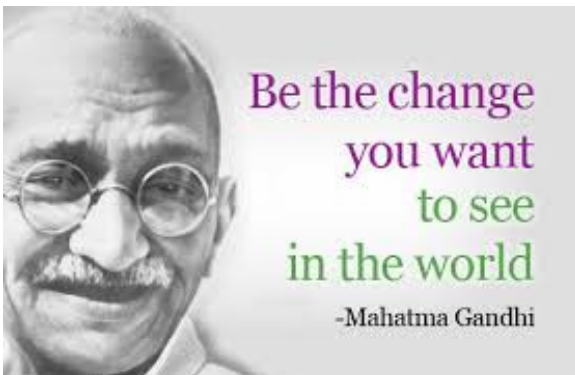 Be the change
you want
to see
in the world
-Mahatma Gandhi